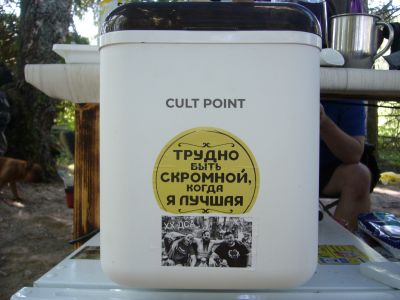 CULT POINT
ТРУДНО
БЫТЬ
СКРОМНОЙ,
КОГДА
Я ЛУЧШАЯ